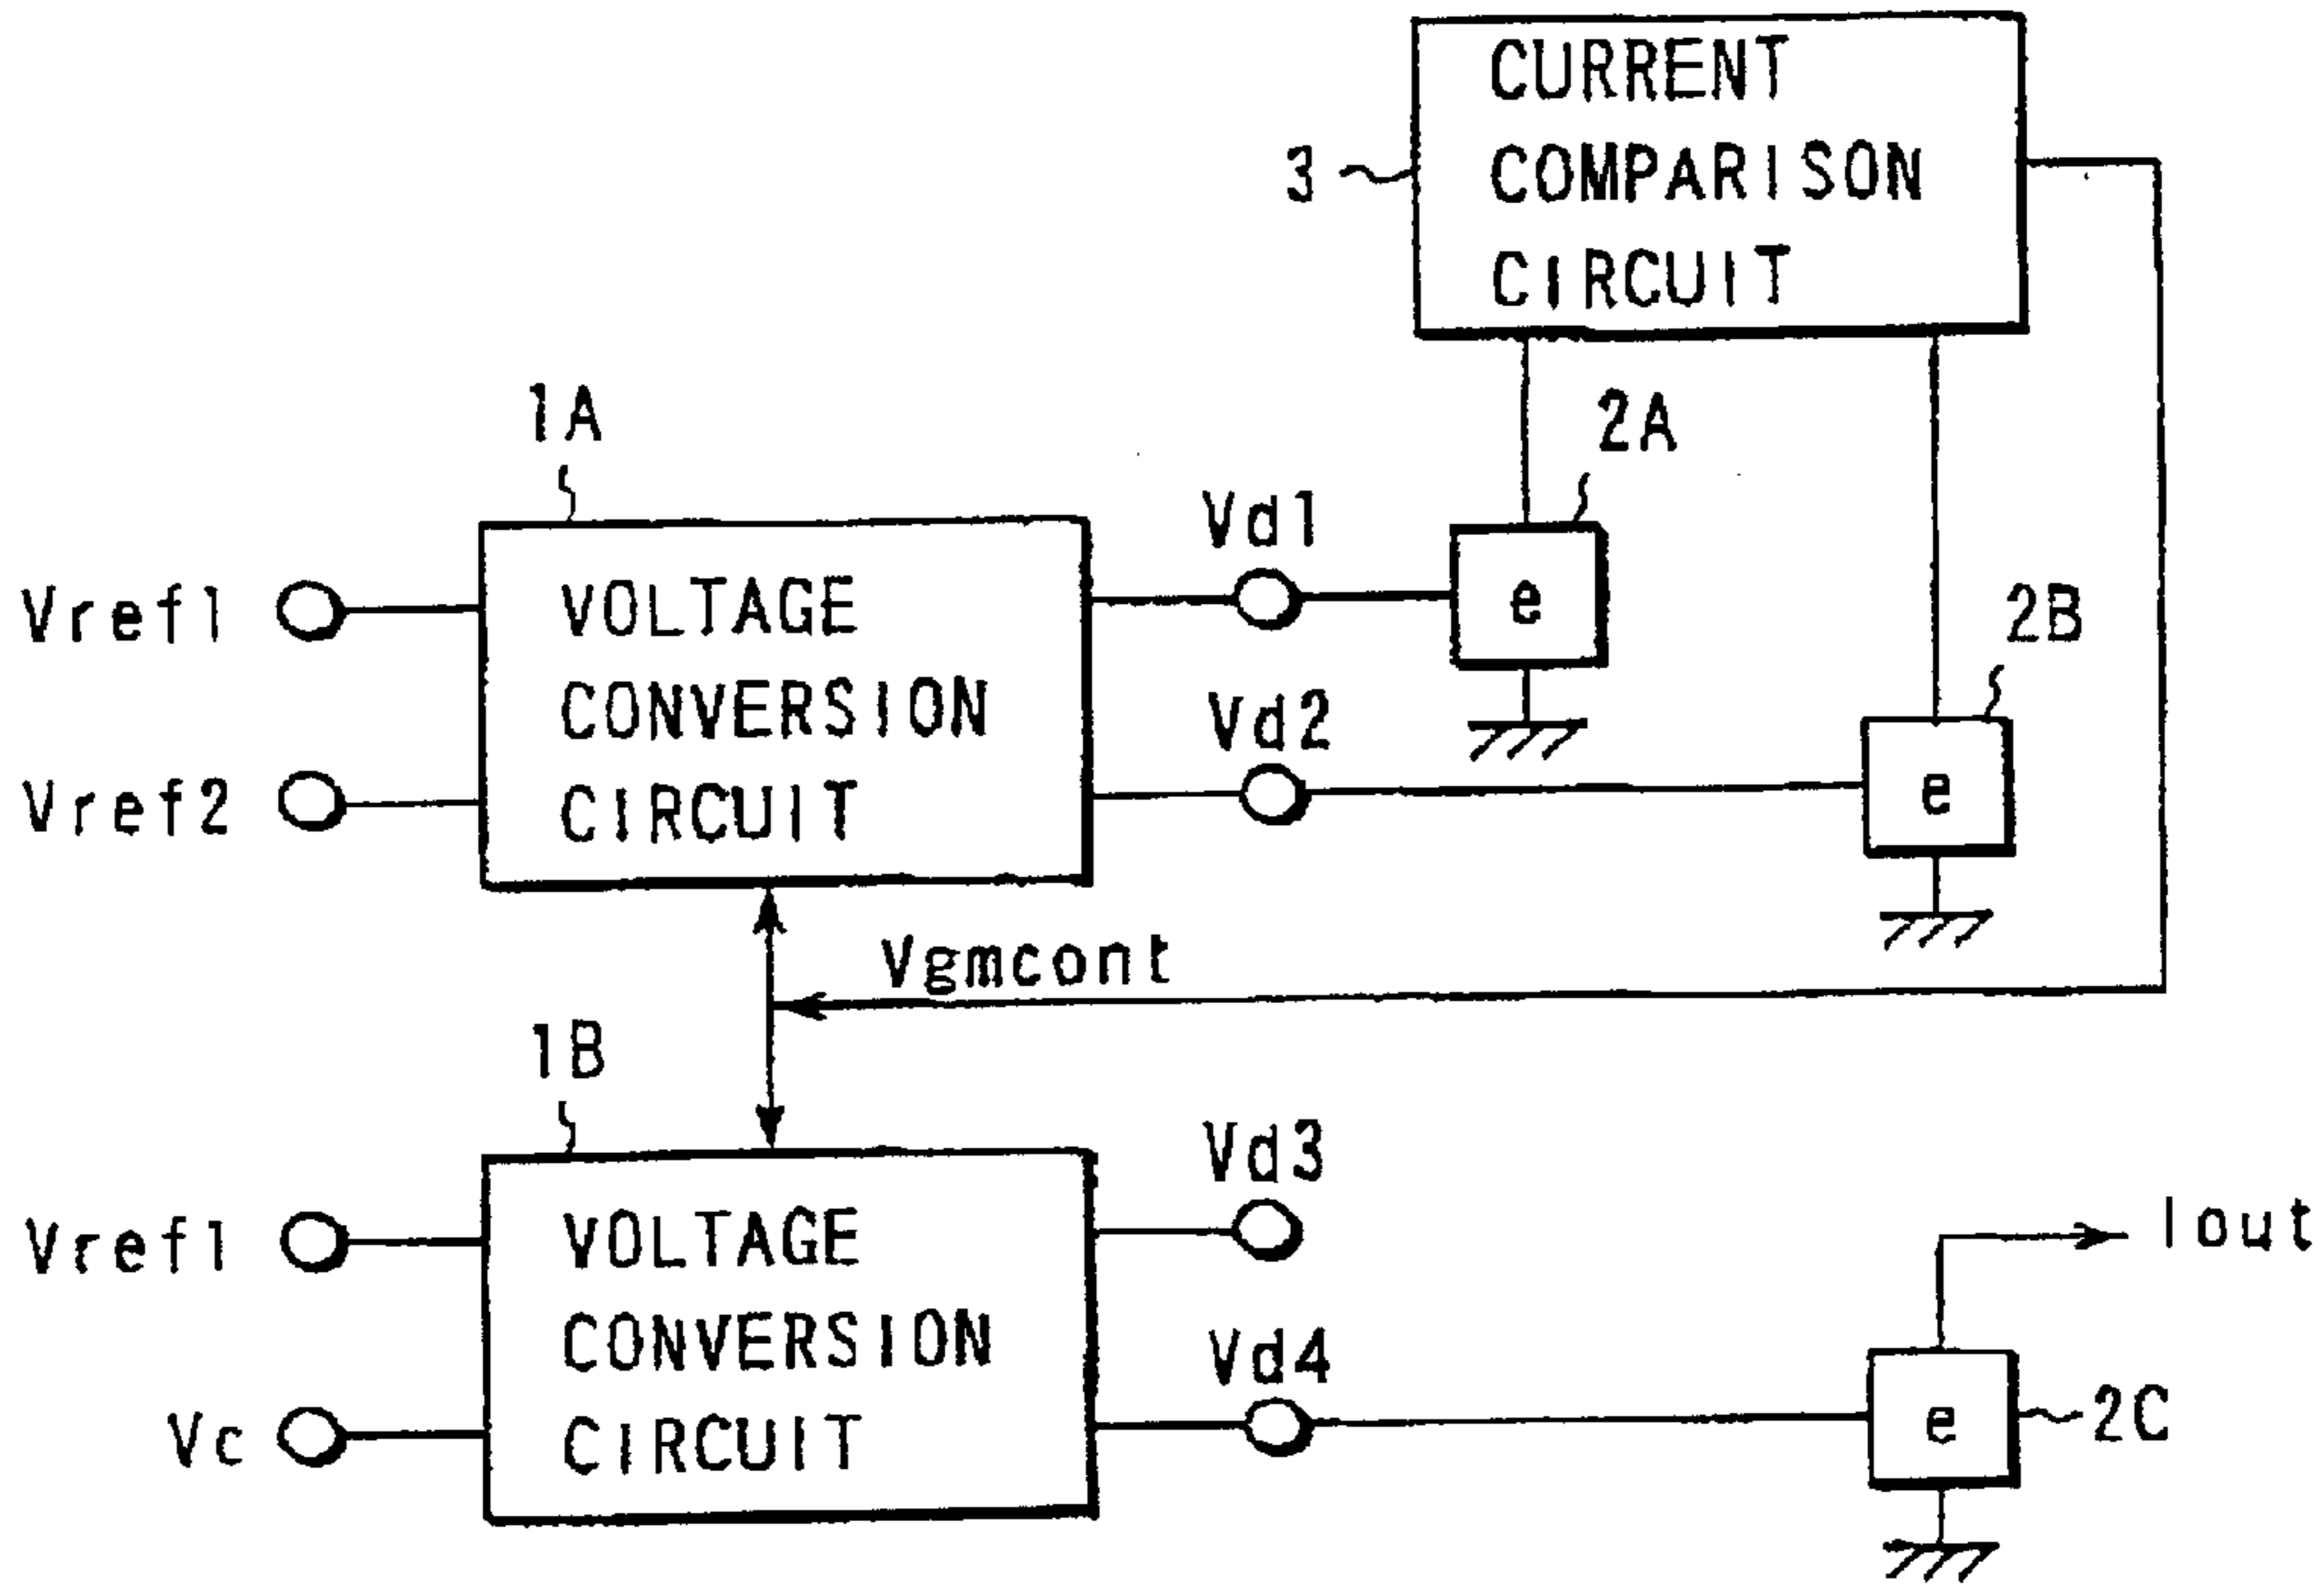 CURRENT
COMPARISON
CIRCUIT
3
1A
2A
Vref1
VOLTAGE
CONVERSION
CIRCUIT
Vd1
e
2B
Vref2
Vd2
e
Vgmcont
1B
Vref1
VOLTAGE
CONVERSION
CIRCUIT
Vd3
Iout
Vc
Vd4
e
2C